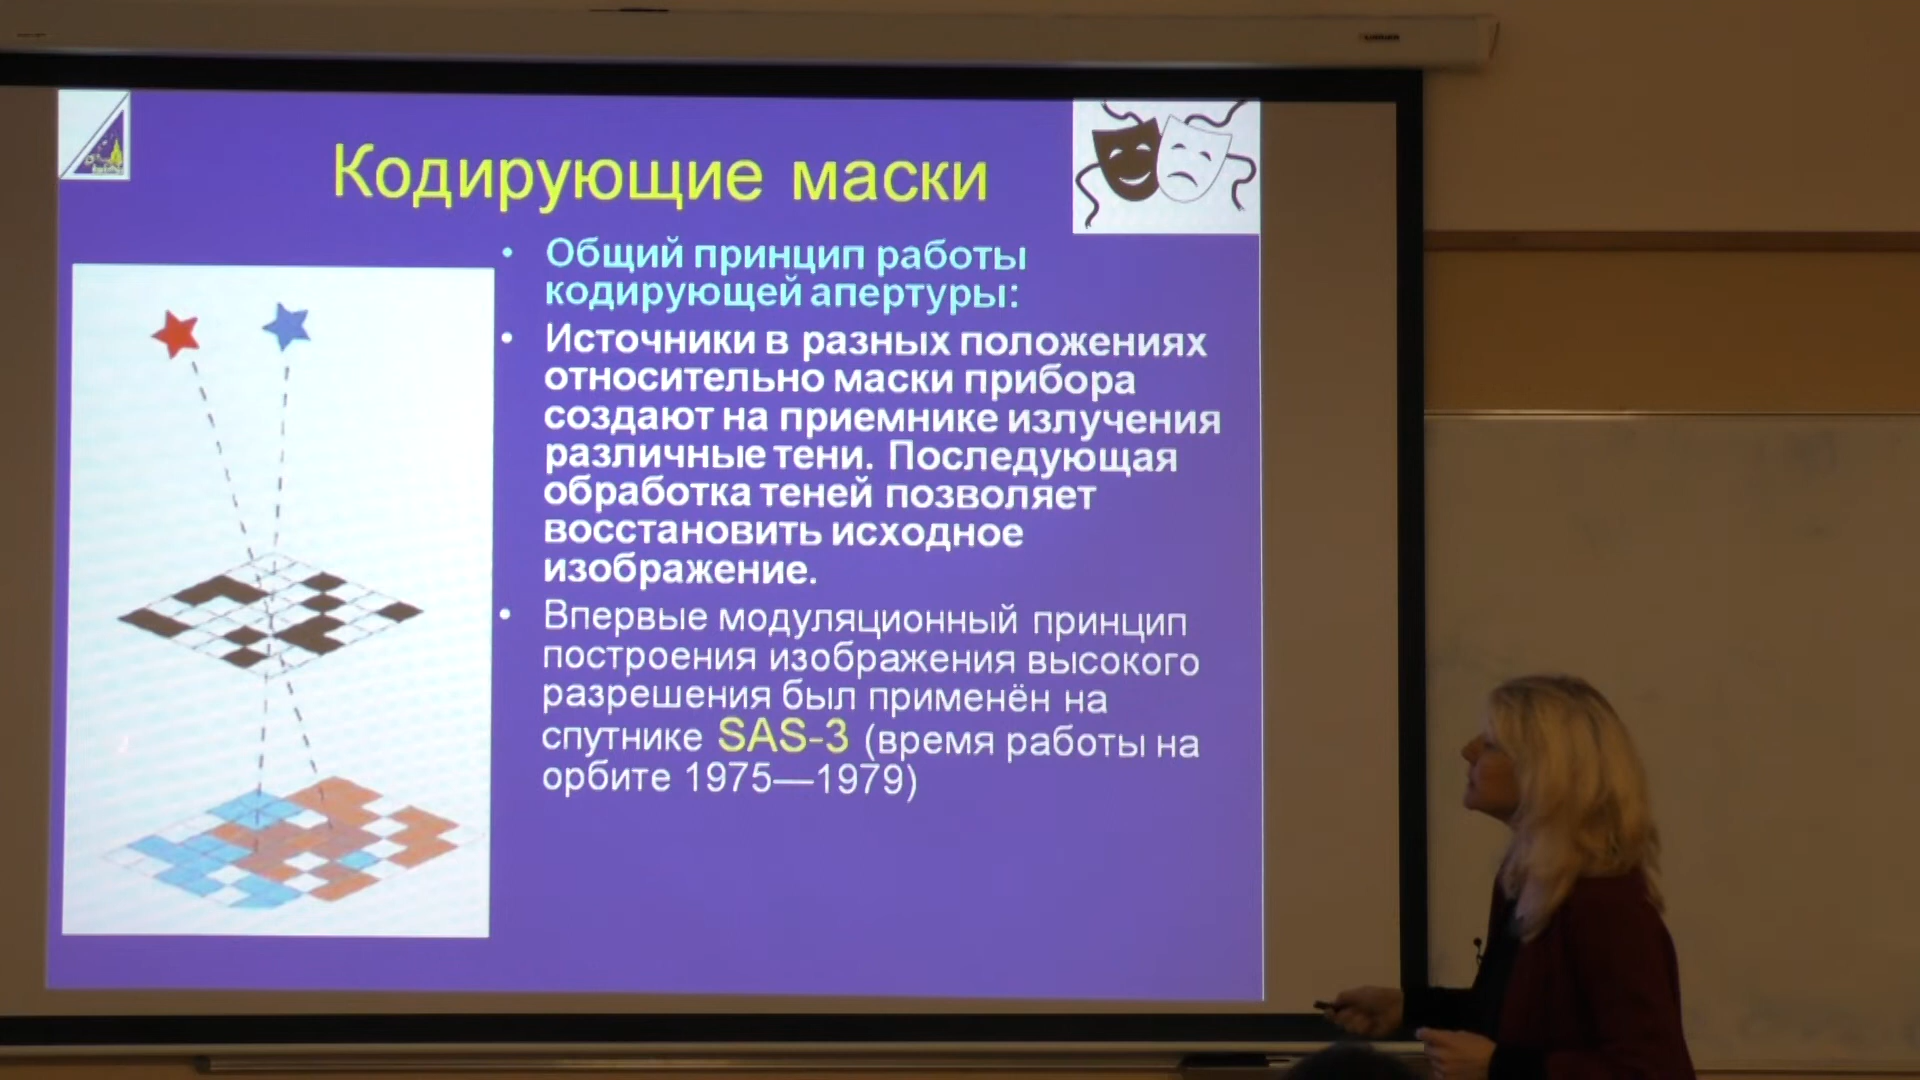 Кодирующие маски
• Общий принцип работы
кодирующей апертуры:
• Источники в разных положениях
относительно маски прибора
создают на приемнике излучения
различные тени. Последующая
обработка теней позволяет
восстановить исходное
изображение.
• Впервые модуляционный принцип
построения изображения высокого
разрешения был применён на
спутнике SAS-3 (время работы на
орбите 1975—1979)